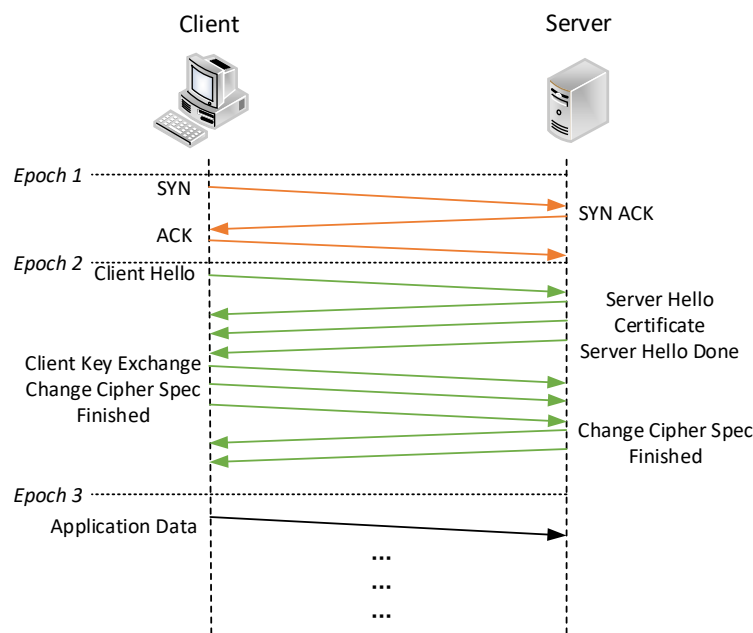 Client
Server
Epoch 1
SYN
SYN ACK
ACK
Epoch 2
Client Hello
Server Hello
Certificate
Server Hello Done
Client Key Exchange
Change Cipher Spec
Finished
Change Cipher Spec
Finished
Epoch 3
Application Data
...
...
...